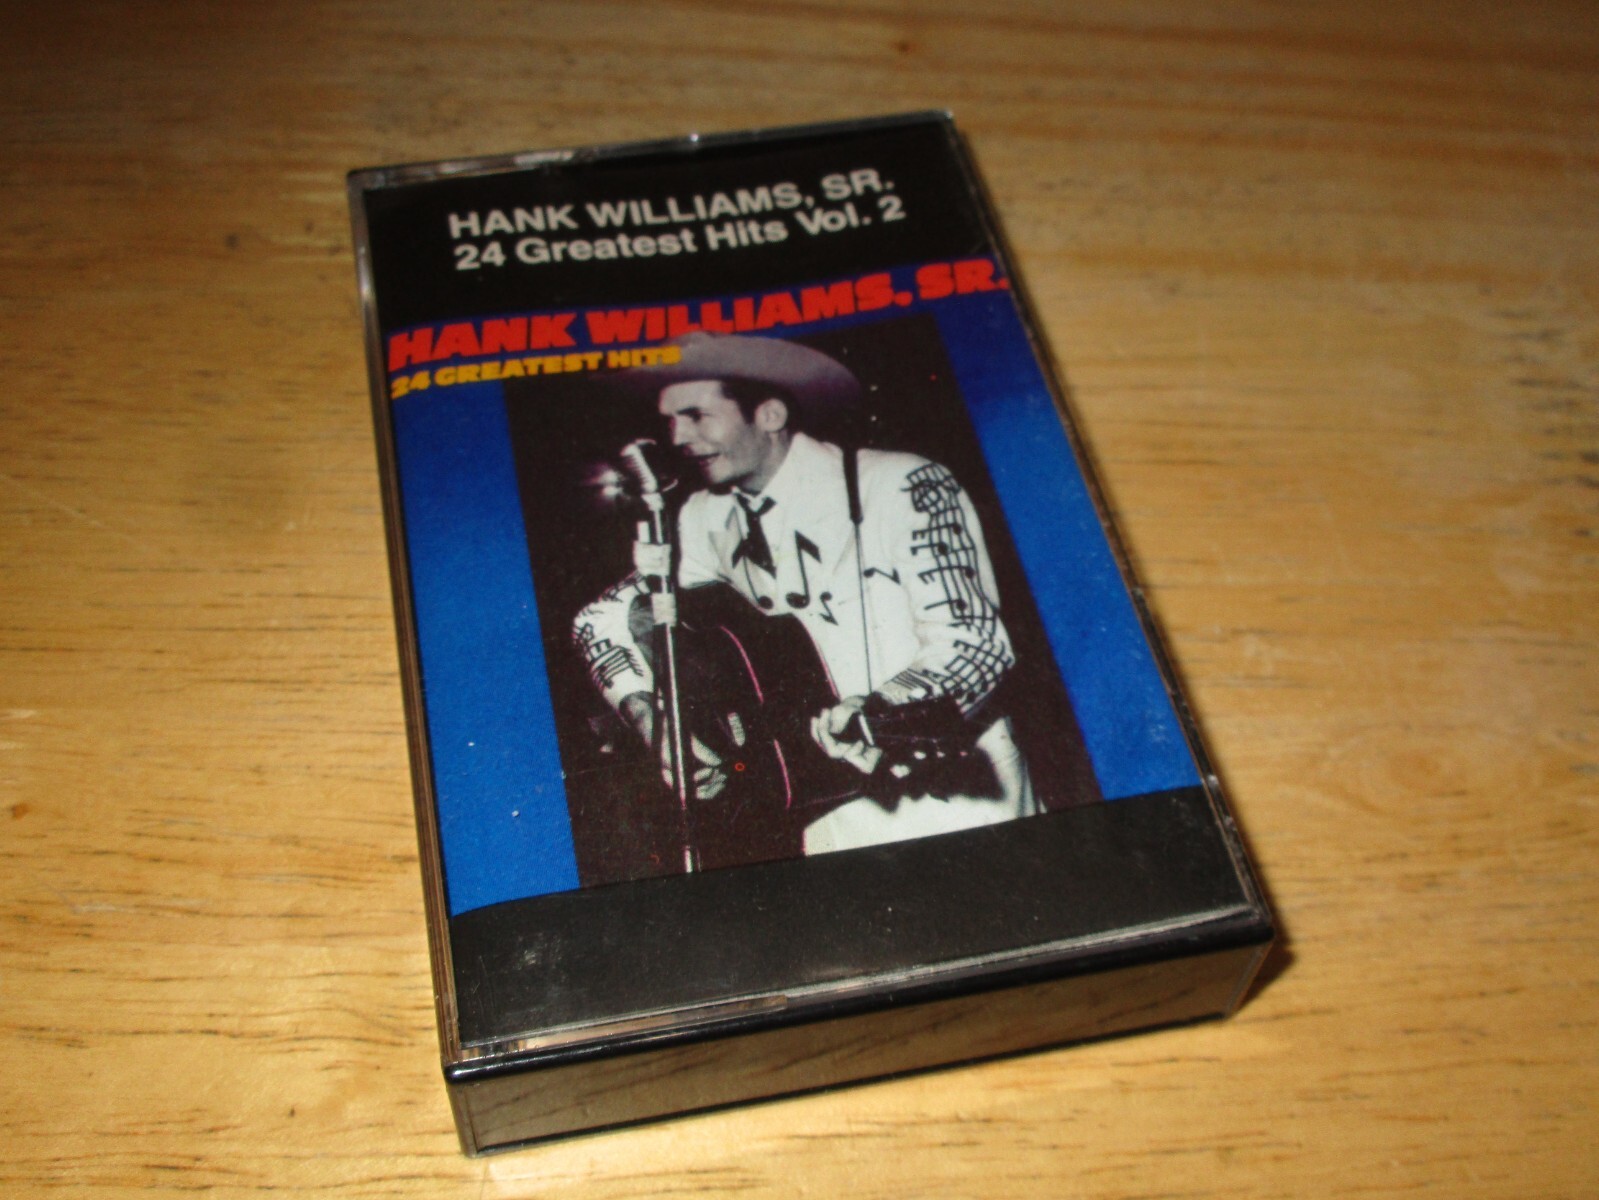 HANK WILLIAMS, SR.
24 Greatest Hits Vol. 2
HANK WILLIAMS, SR.
24 GREATEST HITS